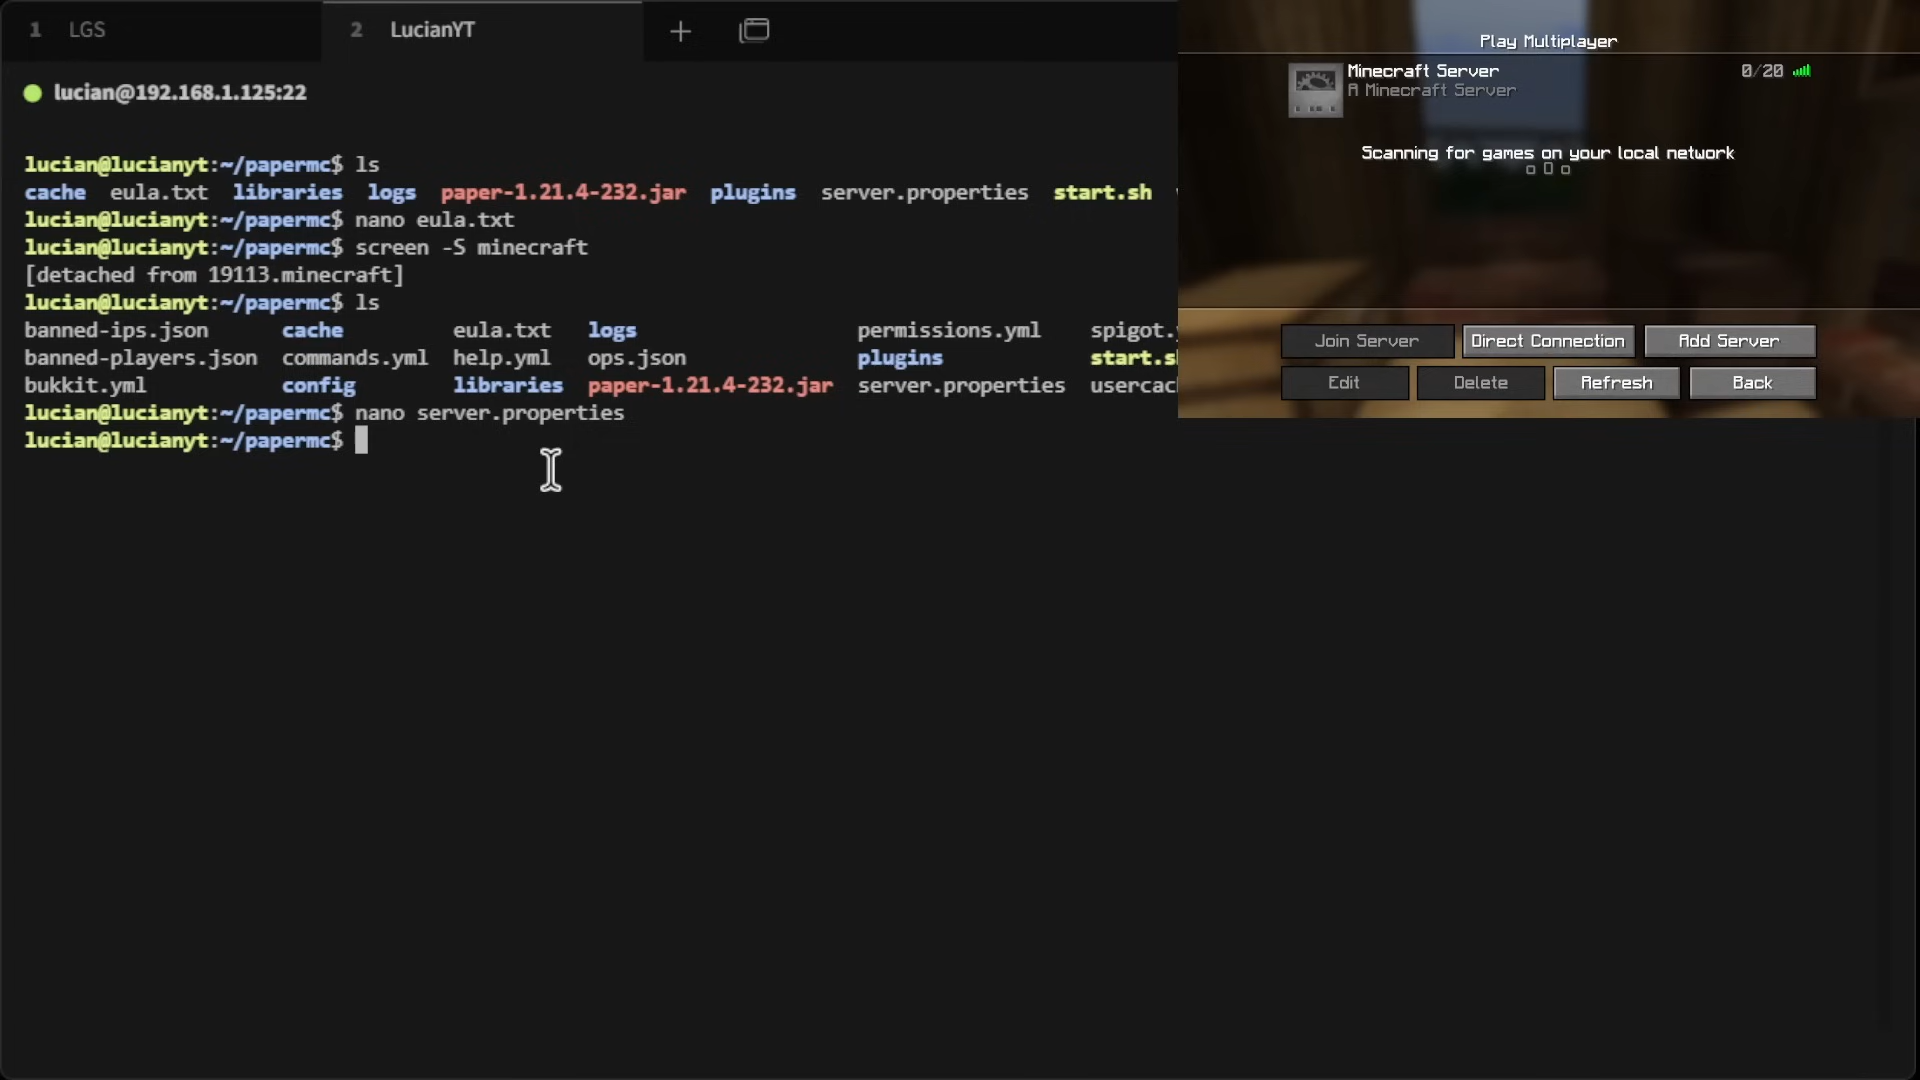 1 LGS
2 LucianYT
lucian@192.168.1.125:22
lucian@lucianyt:~/papermc$ ls
cache eula.txt libraries logs paper-1.21.4-232.jar plugins server.properties start.sh
lucian@lucianyt:~/papermc$ nano eula.txt
lucian@lucianyt:~/papermc$ screen -S minecraft
[detached from 19113.minecraft]
lucian@lucianyt:~/papermc$ ls
banned-ips.json cache eula.txt logs permissions.yml spigot.
banned-players.json commands.yml help.yml ops.json plugins start.s
bukkit.yml config libraries paper-1.21.4-232.jar server.properties usercac
lucian@lucianyt:~/papermc$ nano server.properties
lucian@lucianyt:~/papermc$
Play Multiplayer
Minecraft Server 0/20
A Minecraft Server
Scanning for games on your local network
Join Server Direct Connection Add Server
Edit Delete Refresh Back